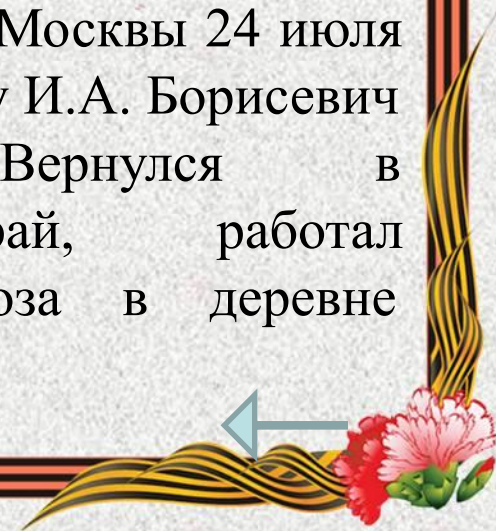 Москвы 24 июля
у И.А. Борисевич
Вернулся в
рай, работал
оза в деревне